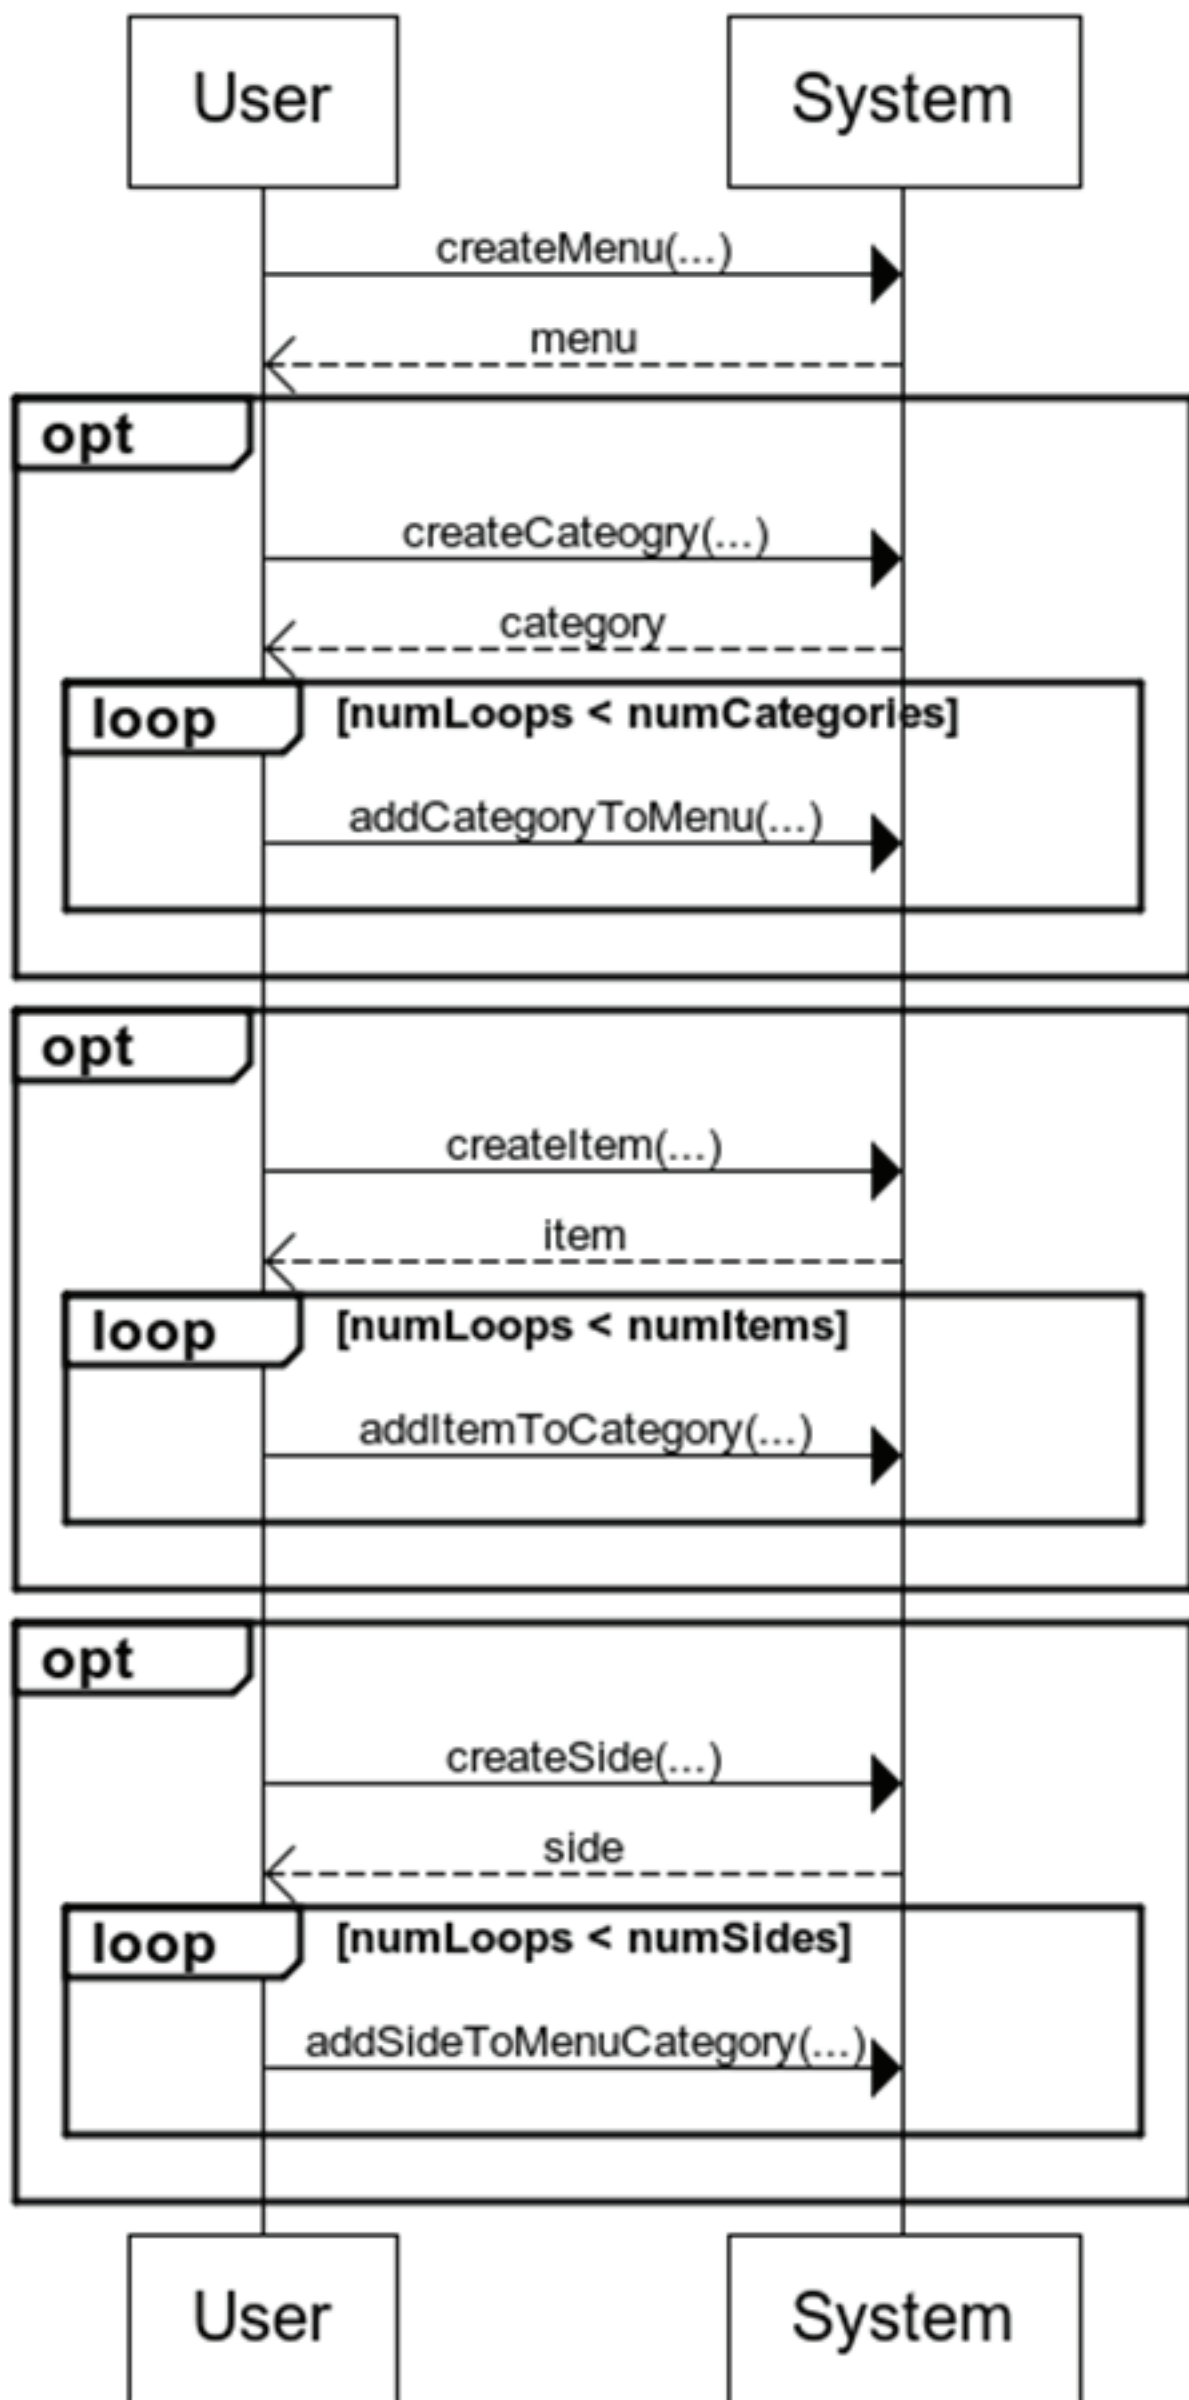 User
System
createMenu(...)
menu
opt
createCateogry(...)
category
loop
[numLoops < numCategories]
addCategoryToMenu(...)
opt
createItem(...)
item
loop
[numLoops < numItems]
addItemToCategory(...)
opt
createSide(...)
side
loop
[numLoops < numSides]
addSideToMenuCategory(...)
User
System